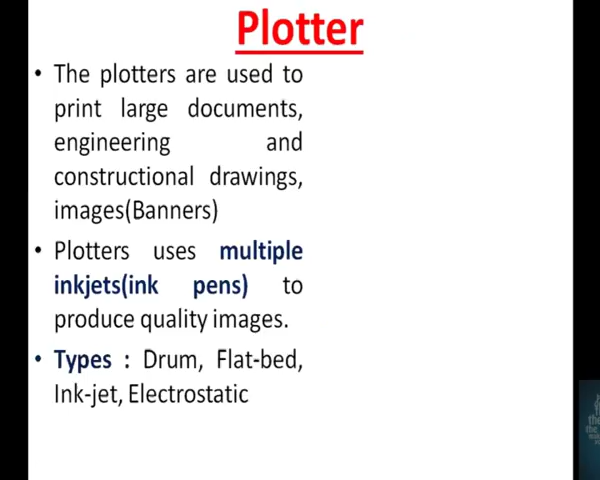 Plotter
• The plotters are used to
print large documents,
engineering and
constructional drawings,
images(Banners)
• Plotters uses multiple
inkjets(ink pens) to
produce quality images.
• Types : Drum, Flat-bed,
Ink-jet, Electrostatic